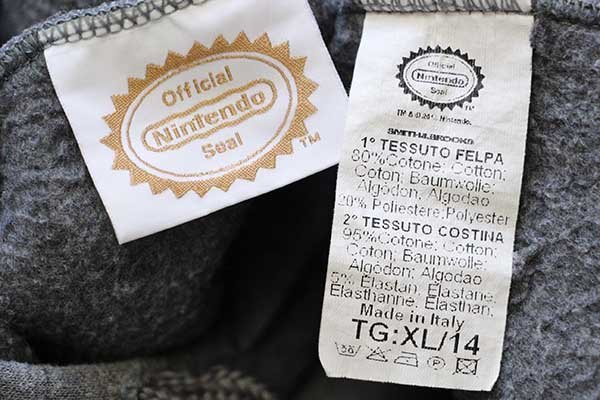 Official
Nintendo
Seal
TM
Official
Nintendo
Seal
TM & © Nintendo.
SMITH&BROOKS
1° TESSUTO FELPA
80%Cotone; Cotton;
Coton; Baumwolle;
Algodón; Algodao
20% Poliestere;Polyester
2° TESSUTO COSTINA
95%Cotone; Cotton;
Coton; Baumwolle;
Algodón; Algodao
5% Elastan, Elastane,
Elasthanne, Elasthan,
Made in Italy
TG:XL/14